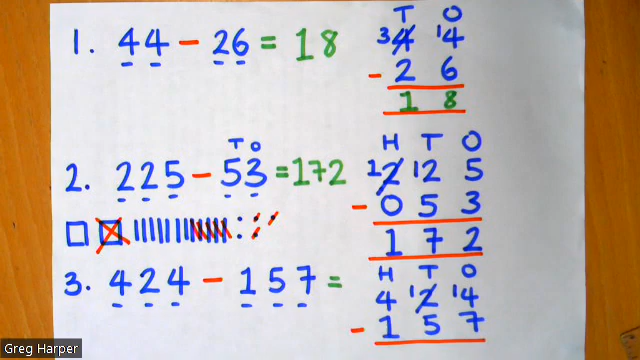 T O
1. 44 - 26 = 18
3 4 14
- 2 6
1 8
T O
2. 225 - 53 = 172
H T O
1 2 12 5
- 0 5 3
1 7 2
3. 424 - 157 =
H T O
4 1 2 14
- 1 5 7
Greg Harper